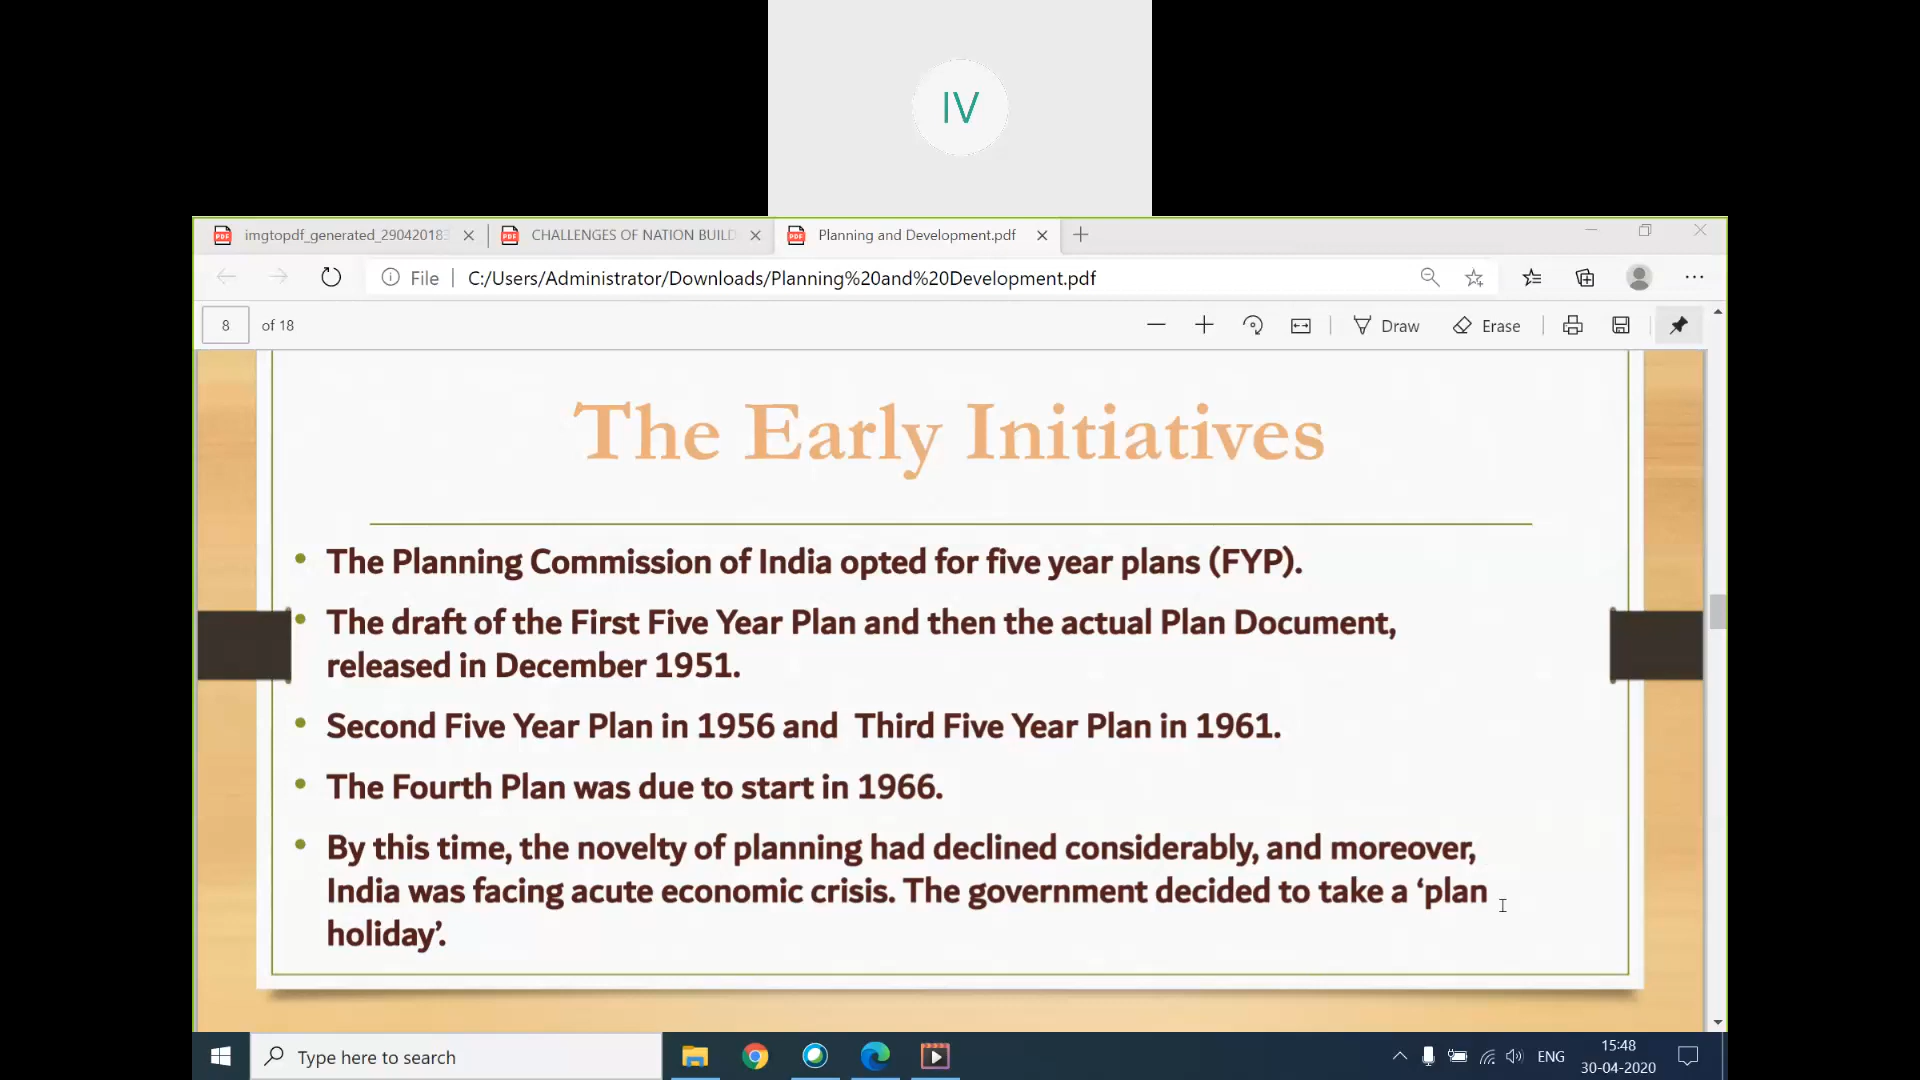 IV
imgtopdf_generated_290420183
CHALLENGES OF NATION BUILD
Planning and Development.pdf
File
C:/Users/Administrator/Downloads/Planning%20and%20Development.pdf
8 of 18
Draw
Erase
The Early Initiatives
• The Planning Commission of India opted for five year plans (FYP).
• The draft of the First Five Year Plan and then the actual Plan Document,
released in December 1951.
• Second Five Year Plan in 1956 and  Third Five Year Plan in 1961.
• The Fourth Plan was due to start in 1966.
• By this time, the novelty of planning had declined considerably, and moreover,
India was facing acute economic crisis. The government decided to take a ‘plan
holiday’.
Type here to search
ENG
15:48
30-04-2020